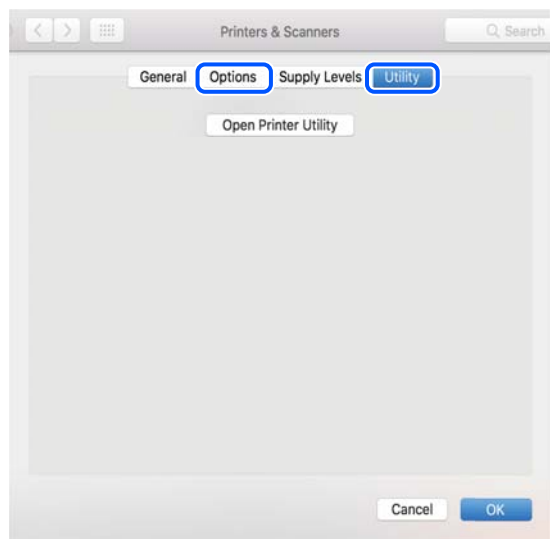 Printers & Scanners Search
General Options Supply Levels Utility
Open Printer Utility
Cancel OK